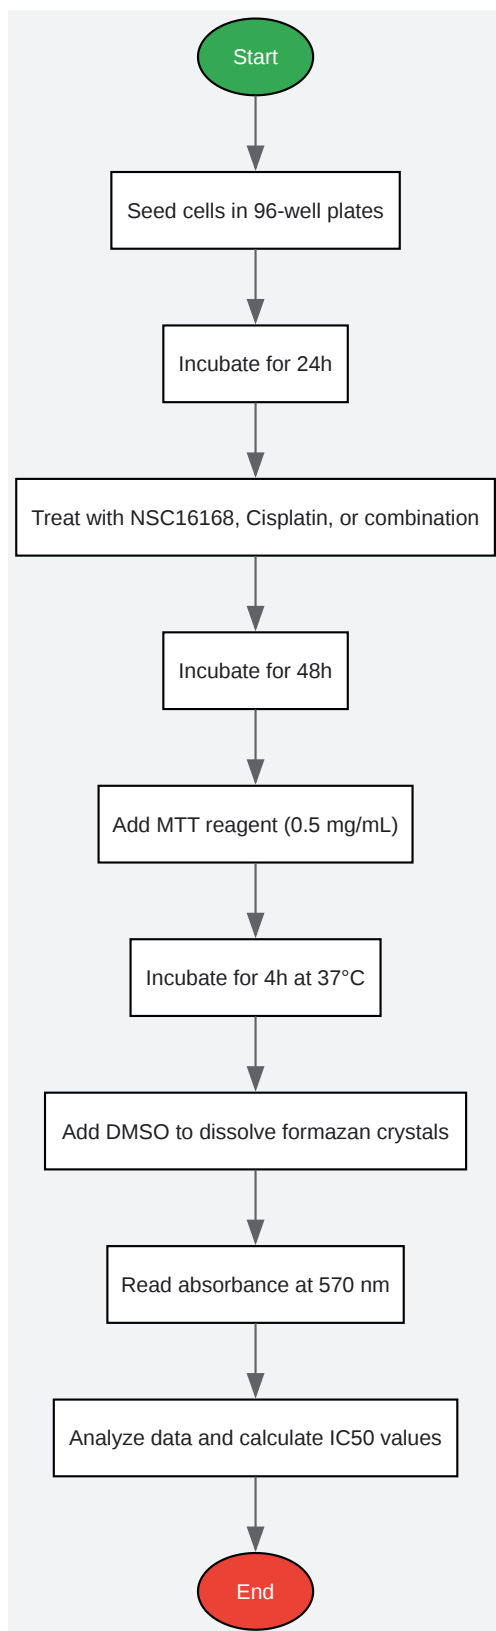 Start
Seed cells in 96-well plates
Incubate for 24h
Treat with NSC16168, Cisplatin, or combination
Incubate for 48h
Add MTT reagent (0.5 mg/mL)
Incubate for 4h at 37°C
Add DMSO to dissolve formazan crystals
Read absorbance at 570 nm
Analyze data and calculate IC50 values
End